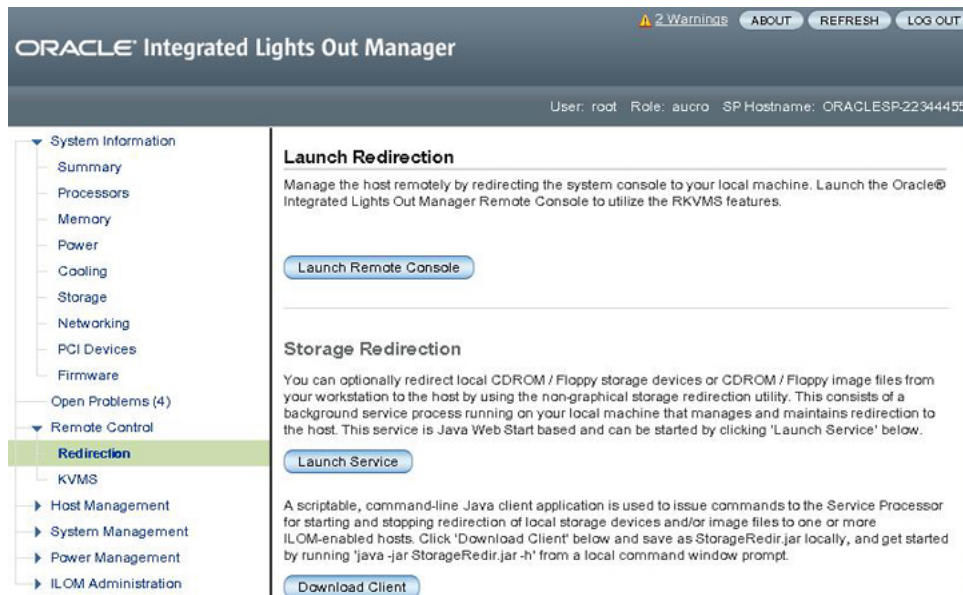 2 Warnings ABOUT REFRESH LOG OUT
ORACLE Integrated Lights Out Manager
User: root Role: aucro SP Hostname: ORACLESP-22344455
System Information
Summary
Processors
Memory
Power
Cooling
Storage
Networking
PCI Devices
Firmware
Open Problems (4)
Remote Control
Redirection
KVMS
Host Management
System Management
Power Management
ILOM Administration
Launch Redirection
Manage the host remotely by redirecting the system console to your local machine. Launch the Oracle®
Integrated Lights Out Manager Remote Console to utilize the RKVMS features.
Launch Remote Console
Storage Redirection
You can optionally redirect local CDROM / Floppy storage devices or CDROM / Floppy image files from
your workstation to the host by using the non-graphical storage redirection utility. This consists of a
background service process running on your local machine that manages and maintains redirection to
the host. This service is Java Web Start based and can be started by clicking 'Launch Service' below.
Launch Service
A scriptable, command-line Java client application is used to issue commands to the Service Processor
for starting and stopping redirection of local storage devices and/or image files to one or more
ILOM-enabled hosts. Click 'Download Client' below and save as StorageRedir.jar locally, and get started
by running 'java -jar StorageRedir.jar -h' from a local command window prompt.
Download Client